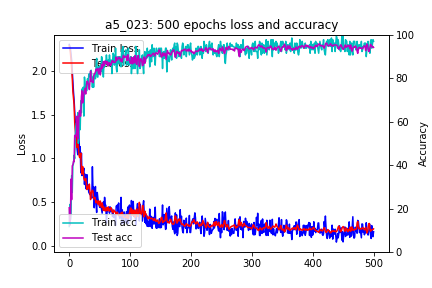 a5_023: 500 epochs loss and accuracy
Train loss
Test loss
Train acc
Test acc
Loss
2.0
1.5
1.0
0.5
0.0
Accuracy
100
80
60
40
20
0
0
100
200
300
400
500